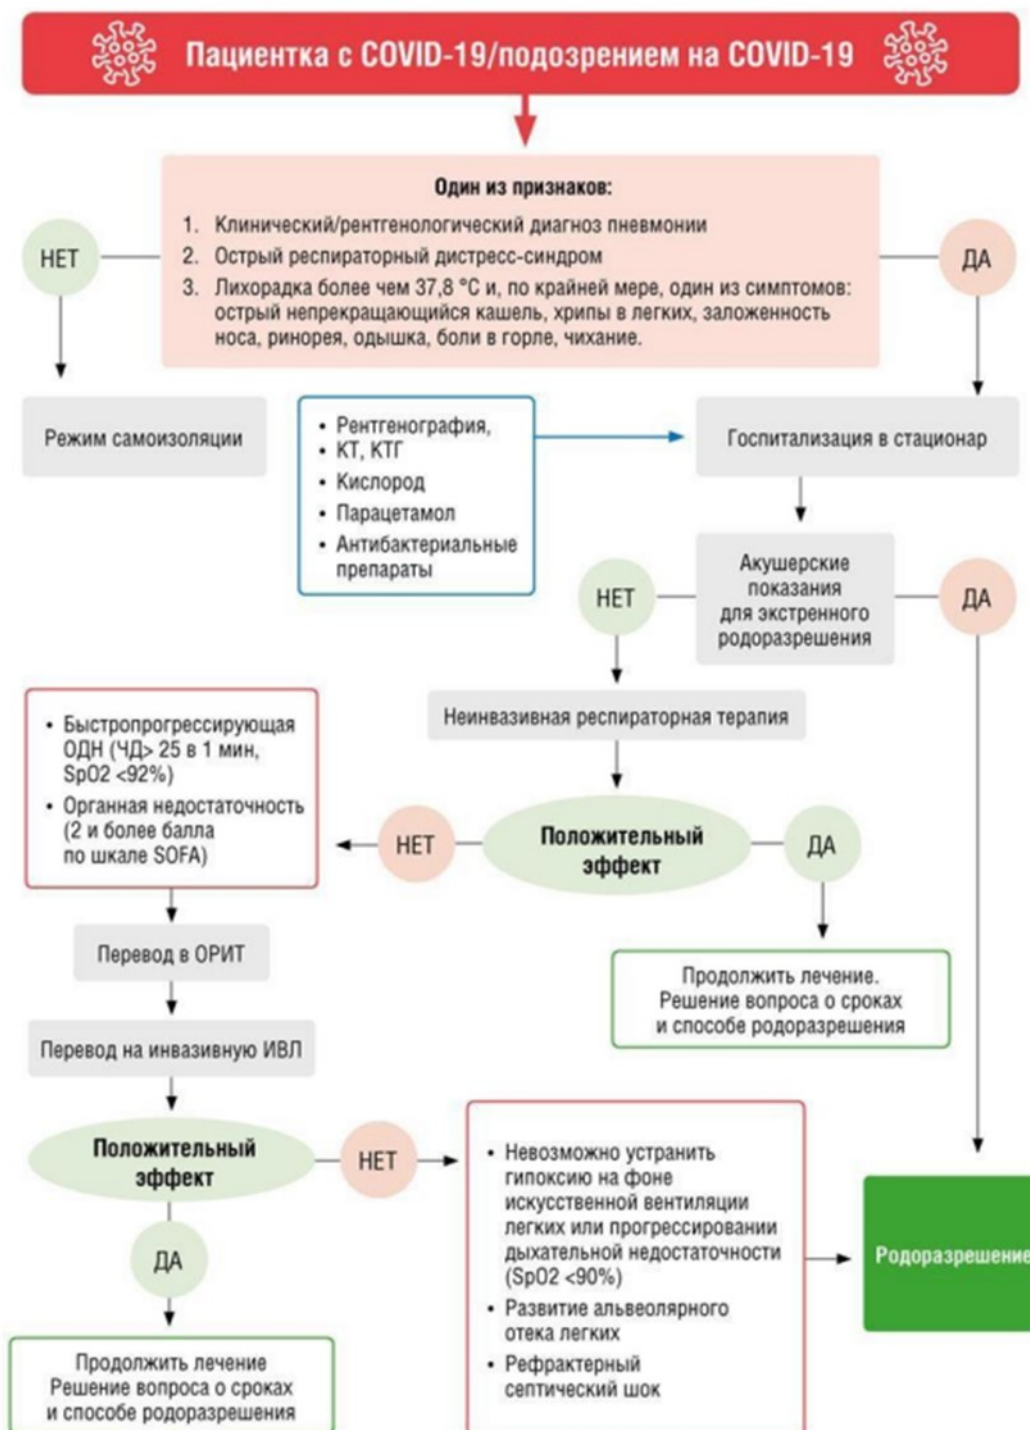 Пациентка с COVID-19/подозрением на COVID-19
Один из признаков:
1. Клинический/рентгенологический диагноз пневмонии
2. Острый респираторный дистресс-синдром
3. Лихорадка более чем 37,8 °C и, по крайней мере, один из симптомов:
острый непрекращающийся кашель, хрипы в легких, заложенность
носа, ринорея, одышка, боли в горле, чихание.
НЕТ
ДА
Режим самоизоляции
• Рентгенография,
• КТ, КТГ
• Кислород
• Парацетамол
• Антибактериальные
препараты
Госпитализация в стационар
Акушерские
показания
для экстренного
родоразрешения
НЕТ
ДА
Неинвазивная респираторная терапия
Положительный
эффект
НЕТ
ДА
• Быстропрогрессирующая
ОДН (ЧД> 25 в 1 мин,
SpO2 <92%)
• Органная недостаточность
(2 и более балла
по шкале SOFA)
Продолжить лечение.
Решение вопроса о сроках
и способе родоразрешения
Перевод в ОРИТ
Перевод на инвазивную ИВЛ
Положительный
эффект
НЕТ
ДА
• Невозможно устранить
гипоксию на фоне
искусственной вентиляции
легких или прогрессировании
дыхательной недостаточности
(SpO2 <90%)
• Развитие альвеолярного
отека легких
• Рефрактерный
септический шок
Родоразрешение
Продолжить лечение
Решение вопроса о сроках
и способе родоразрешения